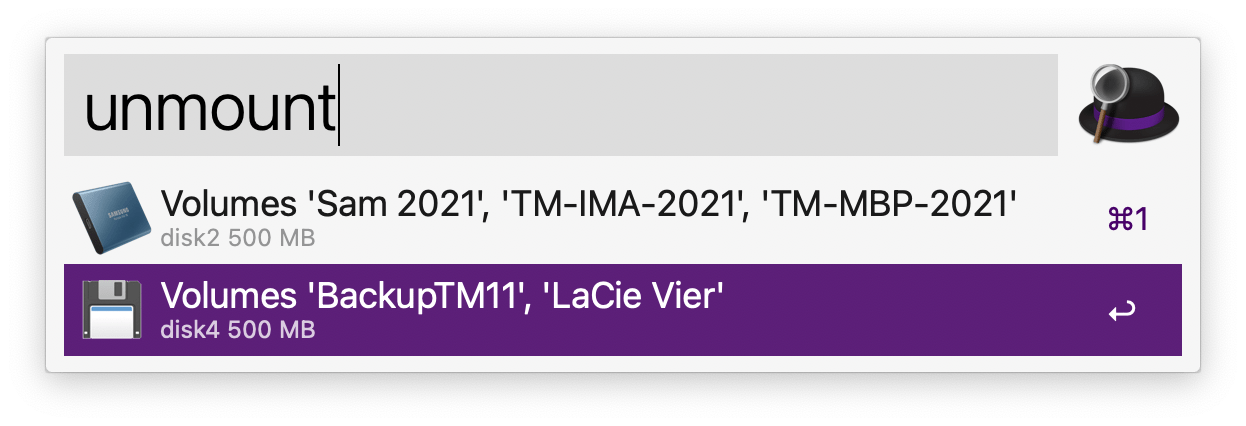 unmount
Volumes 'Sam 2021', 'TM-IMA-2021', 'TM-MBP-2021'
disk2 500 MB
⌘1
SAMSUNG
Volumes 'BackupTM11', 'LaCie Vier'
disk4 500 MB
↩